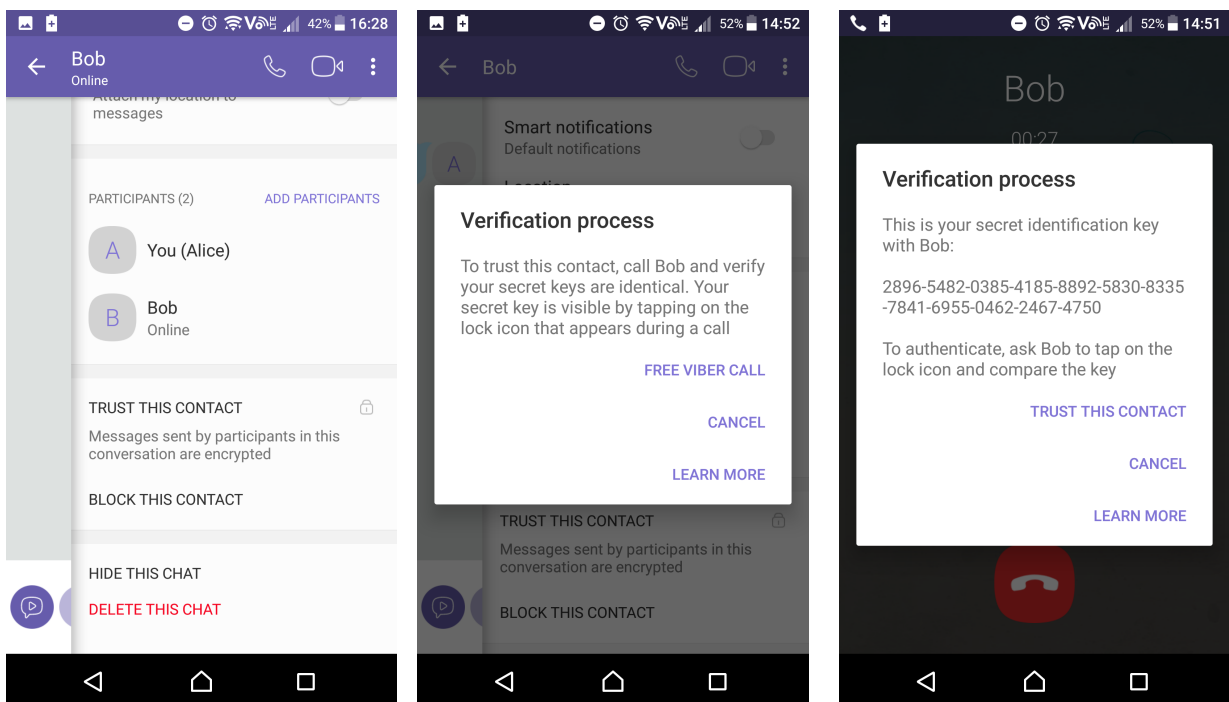 42% 16:28
Bob
Online
Attach my location to
messages
PARTICIPANTS (2) ADD PARTICIPANTS
A You (Alice)
B Bob
Online
TRUST THIS CONTACT
Messages sent by participants in this
conversation are encrypted
BLOCK THIS CONTACT
HIDE THIS CHAT
DELETE THIS CHAT
52% 14:52
Bob
Smart notifications
Default notifications
A
Location
Verification process
To trust this contact, call Bob and verify
your secret keys are identical. Your
secret key is visible by tapping on the
lock icon that appears during a call
FREE VIBER CALL
CANCEL
LEARN MORE
TRUST THIS CONTACT
Messages sent by participants in this
conversation are encrypted
BLOCK THIS CONTACT
52% 14:51
Bob
00:27
Verification process
This is your secret identification key
with Bob:
2896-5482-0385-4185-8892-5830-8335
-7841-6955-0462-2467-4750
To authenticate, ask Bob to tap on the
lock icon and compare the key
TRUST THIS CONTACT
CANCEL
LEARN MORE